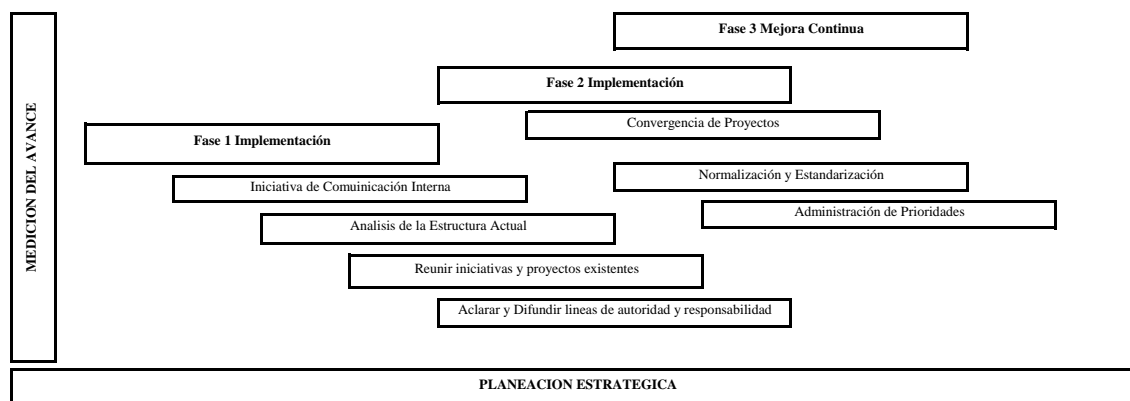 Fase 3 Mejora Continua
Fase 2 Implementación
Convergencia de Proyectos
Fase 1 Implementación
Normalización y Estandarización
Iniciativa de Comuinicación Interna
Administración de Prioridades
Analisis de la Estructura Actual
Reunir iniciativas y proyectos existentes
Aclarar y Difundir lineas de autoridad y responsabilidad
MEDICION DEL AVANCE
PLANEACION ESTRATEGICA